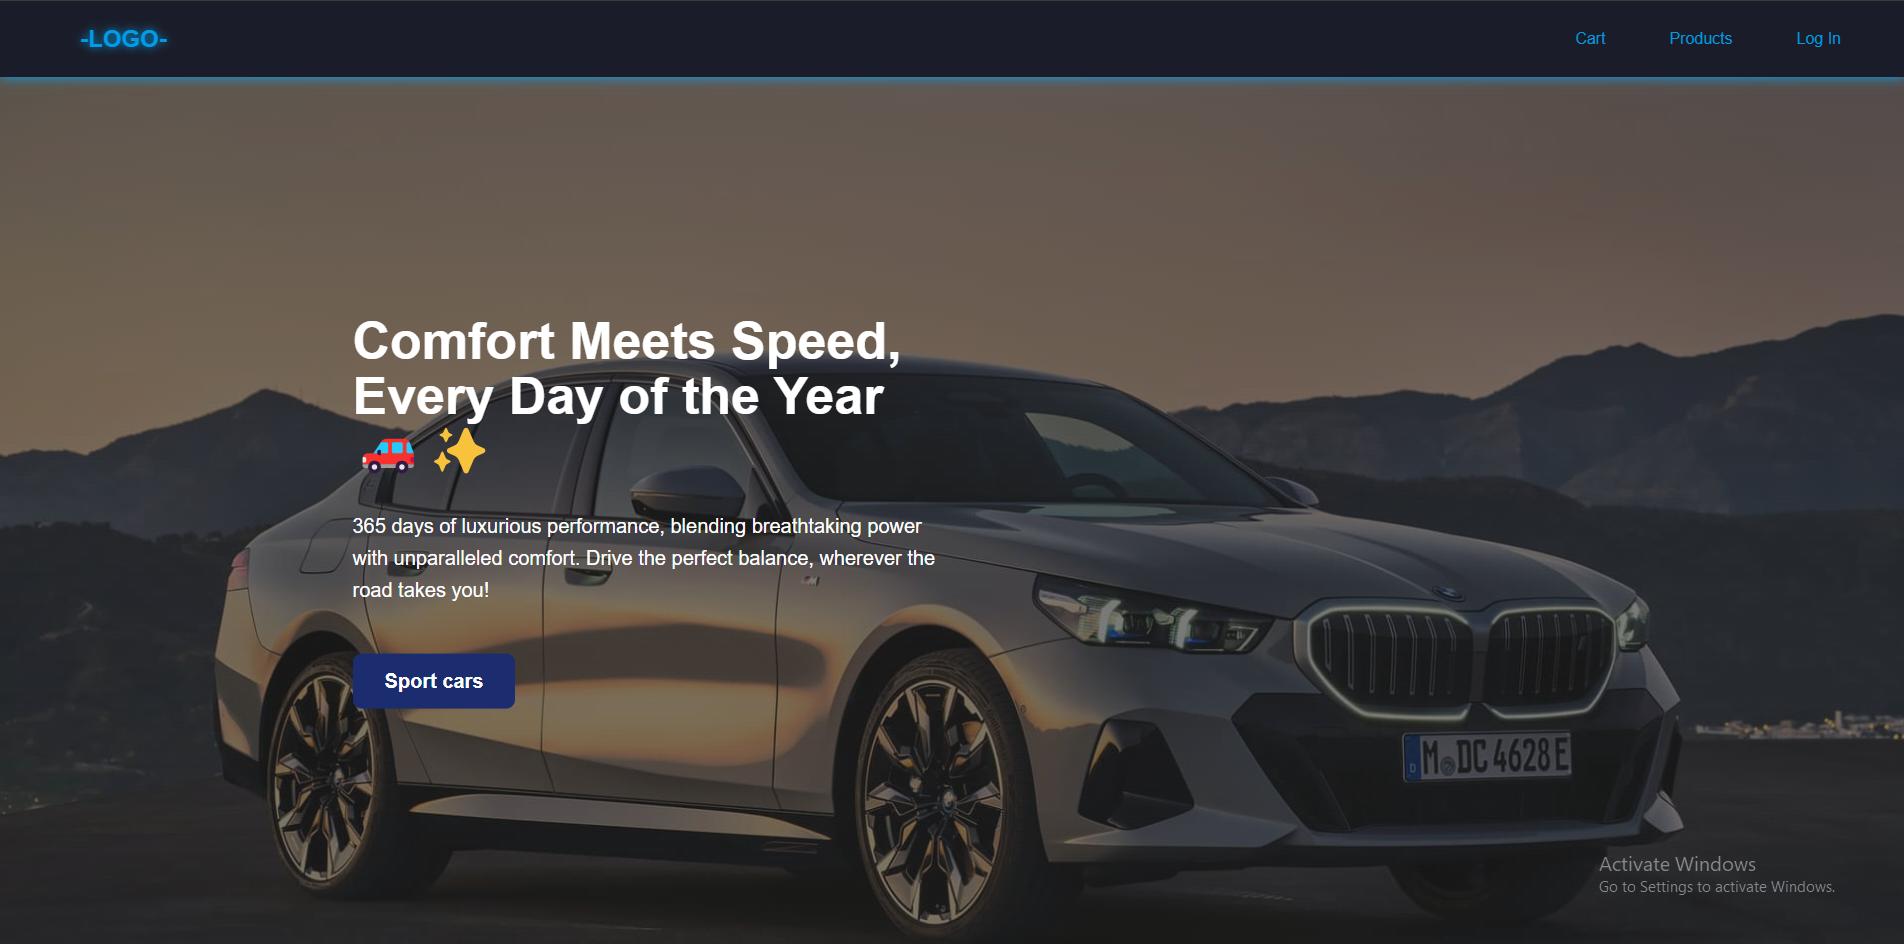 -LOGO-
Cart
Products
Log In
Comfort Meets Speed,
Every Day of the Year
🚗 ✨
365 days of luxurious performance, blending breathtaking power
with unparalleled comfort. Drive the perfect balance, wherever the
road takes you!
Sport cars
M DC 4628 E
D
Activate Windows
Go to Settings to activate Windows.